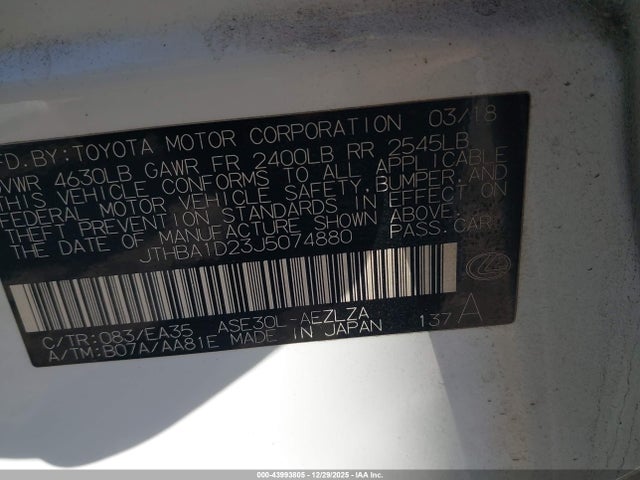 MFD.BY:TOYOTA MOTOR CORPORATION 03/18
GVWR 4630LB GAWR FR 2400LB RR 2545LB
THIS VEHICLE CONFORMS TO ALL APPLICABLE
FEDERAL MOTOR VEHICLE SAFETY,BUMPER,AND
THEFT PREVENTION STANDARDS IN EFFECT ON
THE DATE OF MANUFACTURE SHOWN ABOVE.
JTHBA1D23J5074880 PASS.CAR
C/TR:083/EA35 ASE30L-AEZLZA
A/TM:B07A/AA81E MADE IN JAPAN 137 A
000-43993805 - 12/29/2025 - IAA Inc.